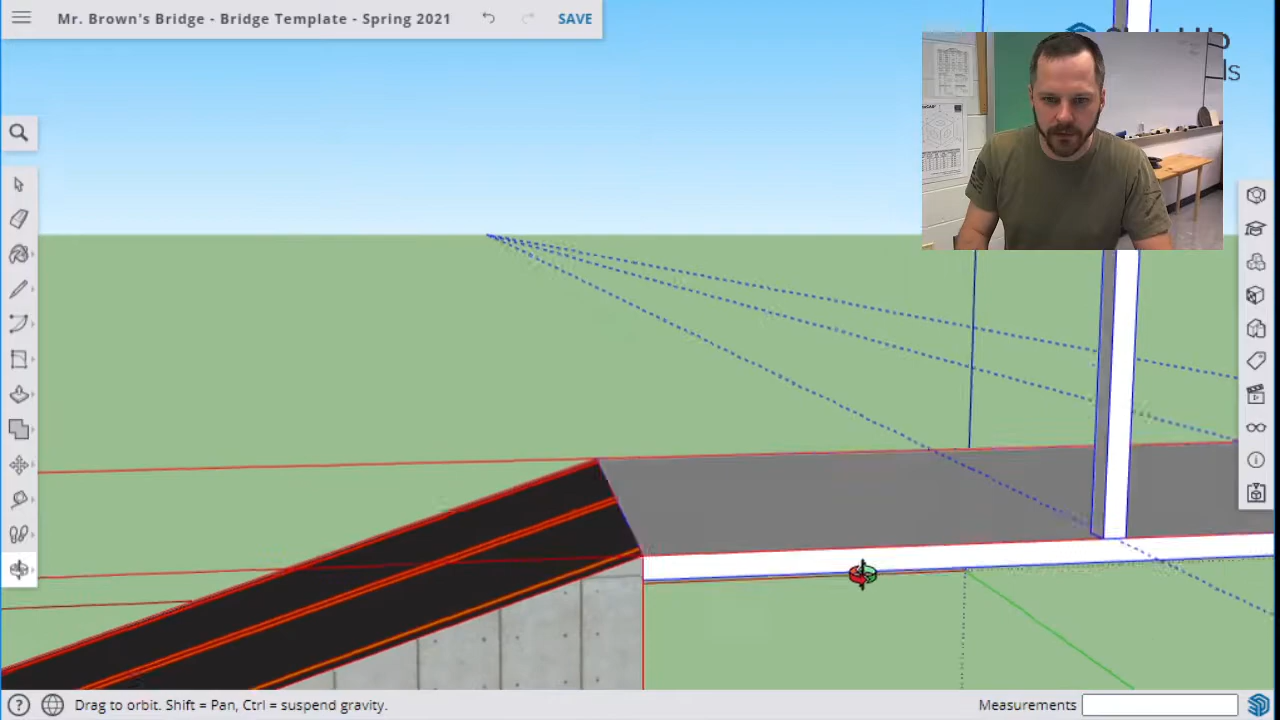 Mr. Brown's Bridge - Bridge Template - Spring 2021
SAVE
Drag to orbit. Shift = Pan, Ctrl = suspend gravity.
Measurements